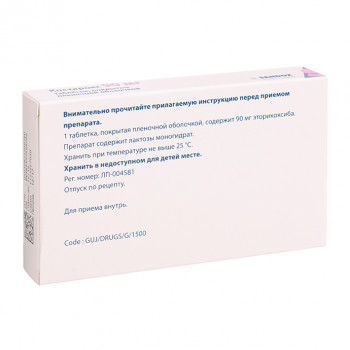 Внимательно прочитайте прилагаемую инструкцию перед приемом
препарата.
1 таблетка, покрытая пленочной оболочкой, содержит 90 мг эторикоксиба.
Препарат содержит лактозы моногидрат.
Хранить при температуре не выше 25 °C.
Хранить в недоступном для детей месте.
Рег. номер: ЛП-004581
Отпуск по рецепту.
Для приема внутрь.
Code : GUJ/DRUGS/G/1500